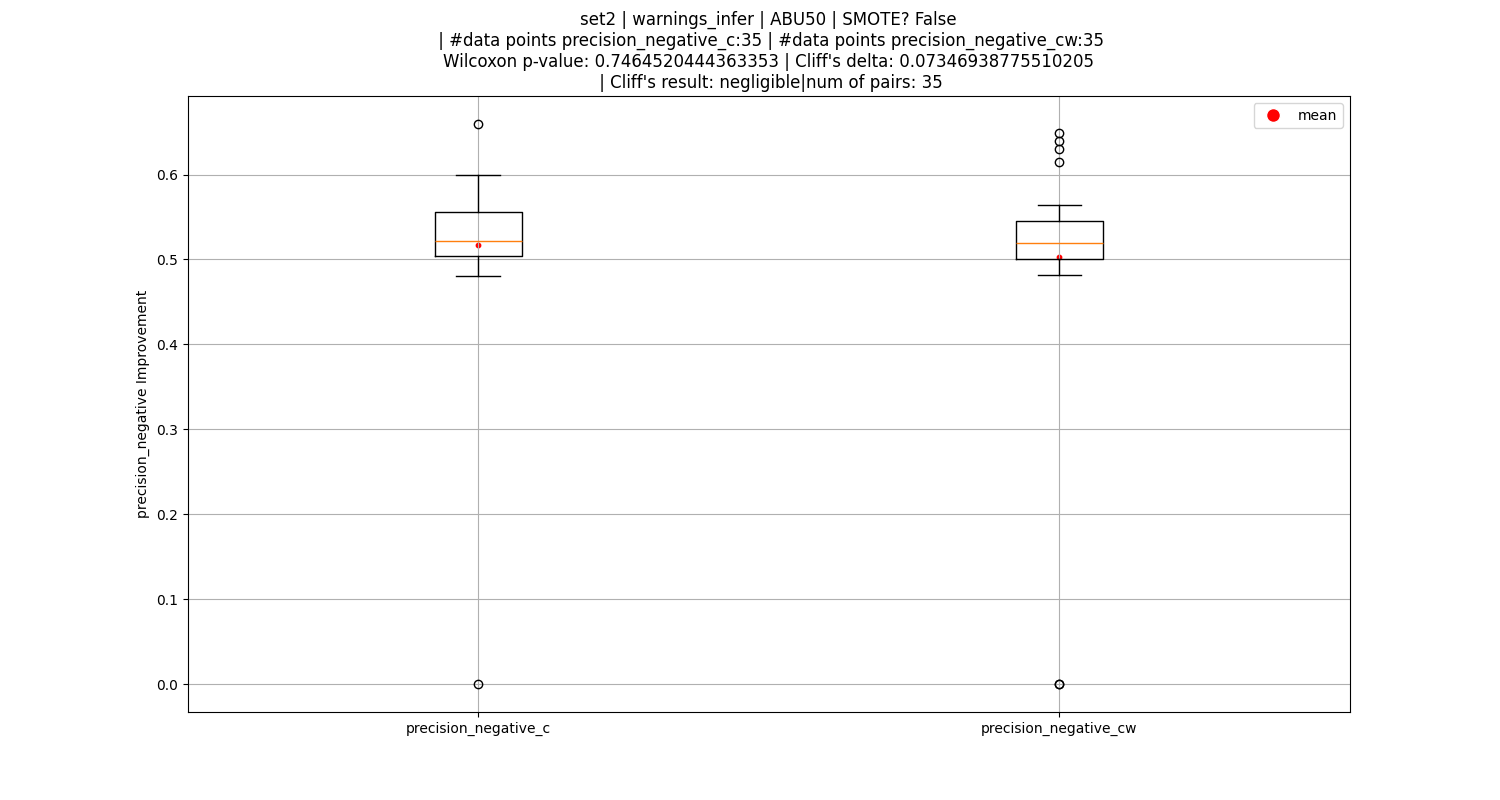 set2 | warnings_infer | ABU50 | SMOTE? False
| #data points precision_negative_c:35 | #data points precision_negative_cw:35
Wilcoxon p-value: 0.7464520444363353 | Cliff's delta: 0.07346938775510205
| Cliff's result: negligible|num of pairs: 35
mean
0.6
0.5
0.4
0.3
0.2
0.1
0.0
precision_negative Improvement
precision_negative_c
precision_negative_cw